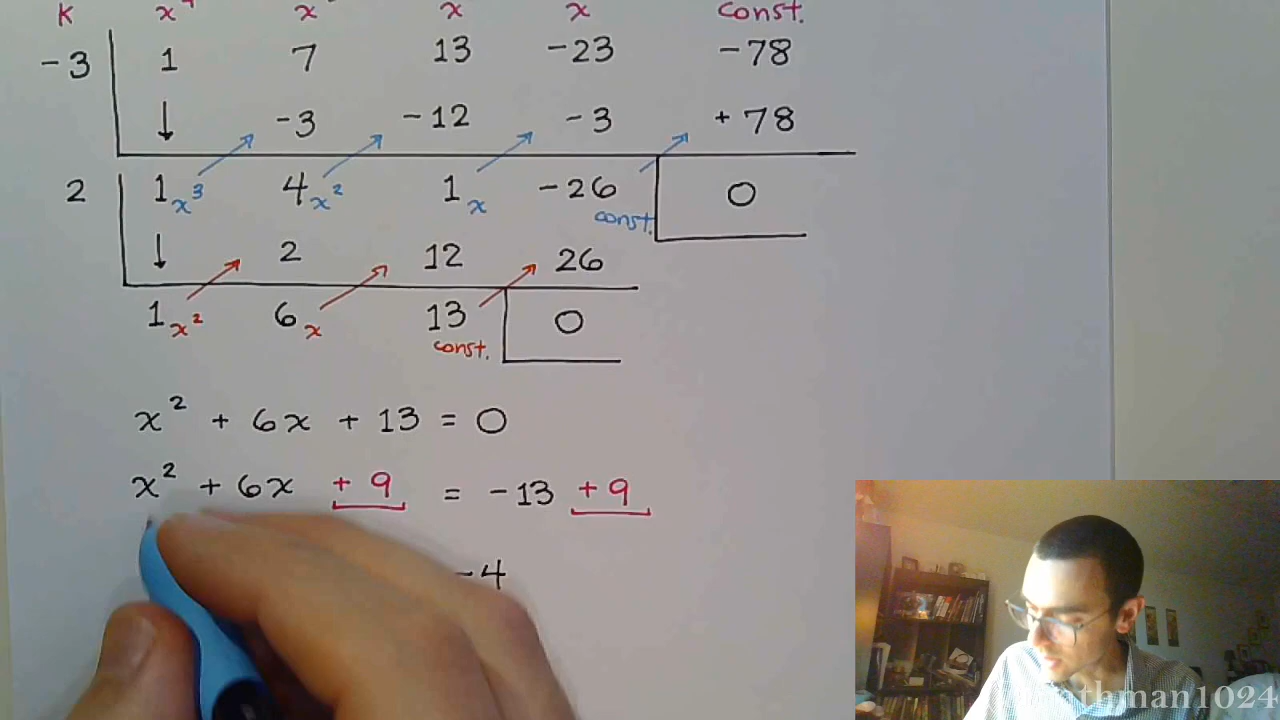 K x⁴ x x x const.
-3 1 7 13 -23 -78
↓ -3 -12 -3 +78
2 1x³ 4x² 1x -26 const. 0
↓ 2 12 26
1x² 6x 13 const. 0
x² + 6x + 13 = 0
x² + 6x + 9 = -13 + 9
-4